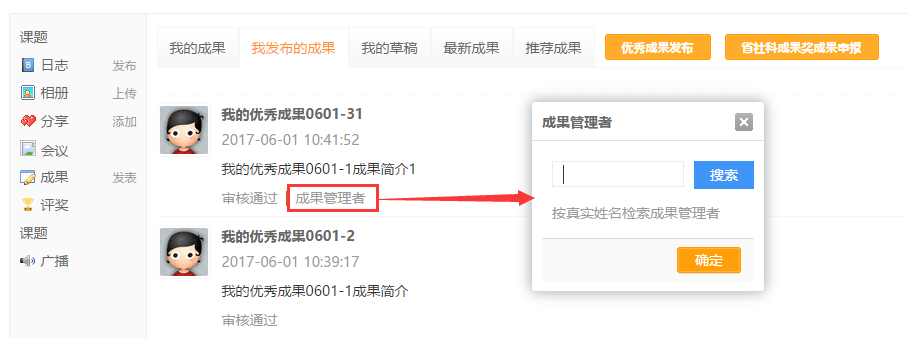 课题
日志 发布
相册 上传
分享 添加
会议
成果 发表
评奖
课题
广播
我的成果 我发布的成果 我的草稿 最新成果 推荐成果 优秀成果发布 省社科成果奖成果申报
我的优秀成果0601-31
2017-06-01 10:41:52
我的优秀成果0601-1成果简介1
审核通过 | 成果管理者
我的优秀成果0601-2
2017-06-01 10:39:17
我的优秀成果0601-1成果简介
审核通过
成果管理者
搜索
按真实姓名检索成果管理者
确定